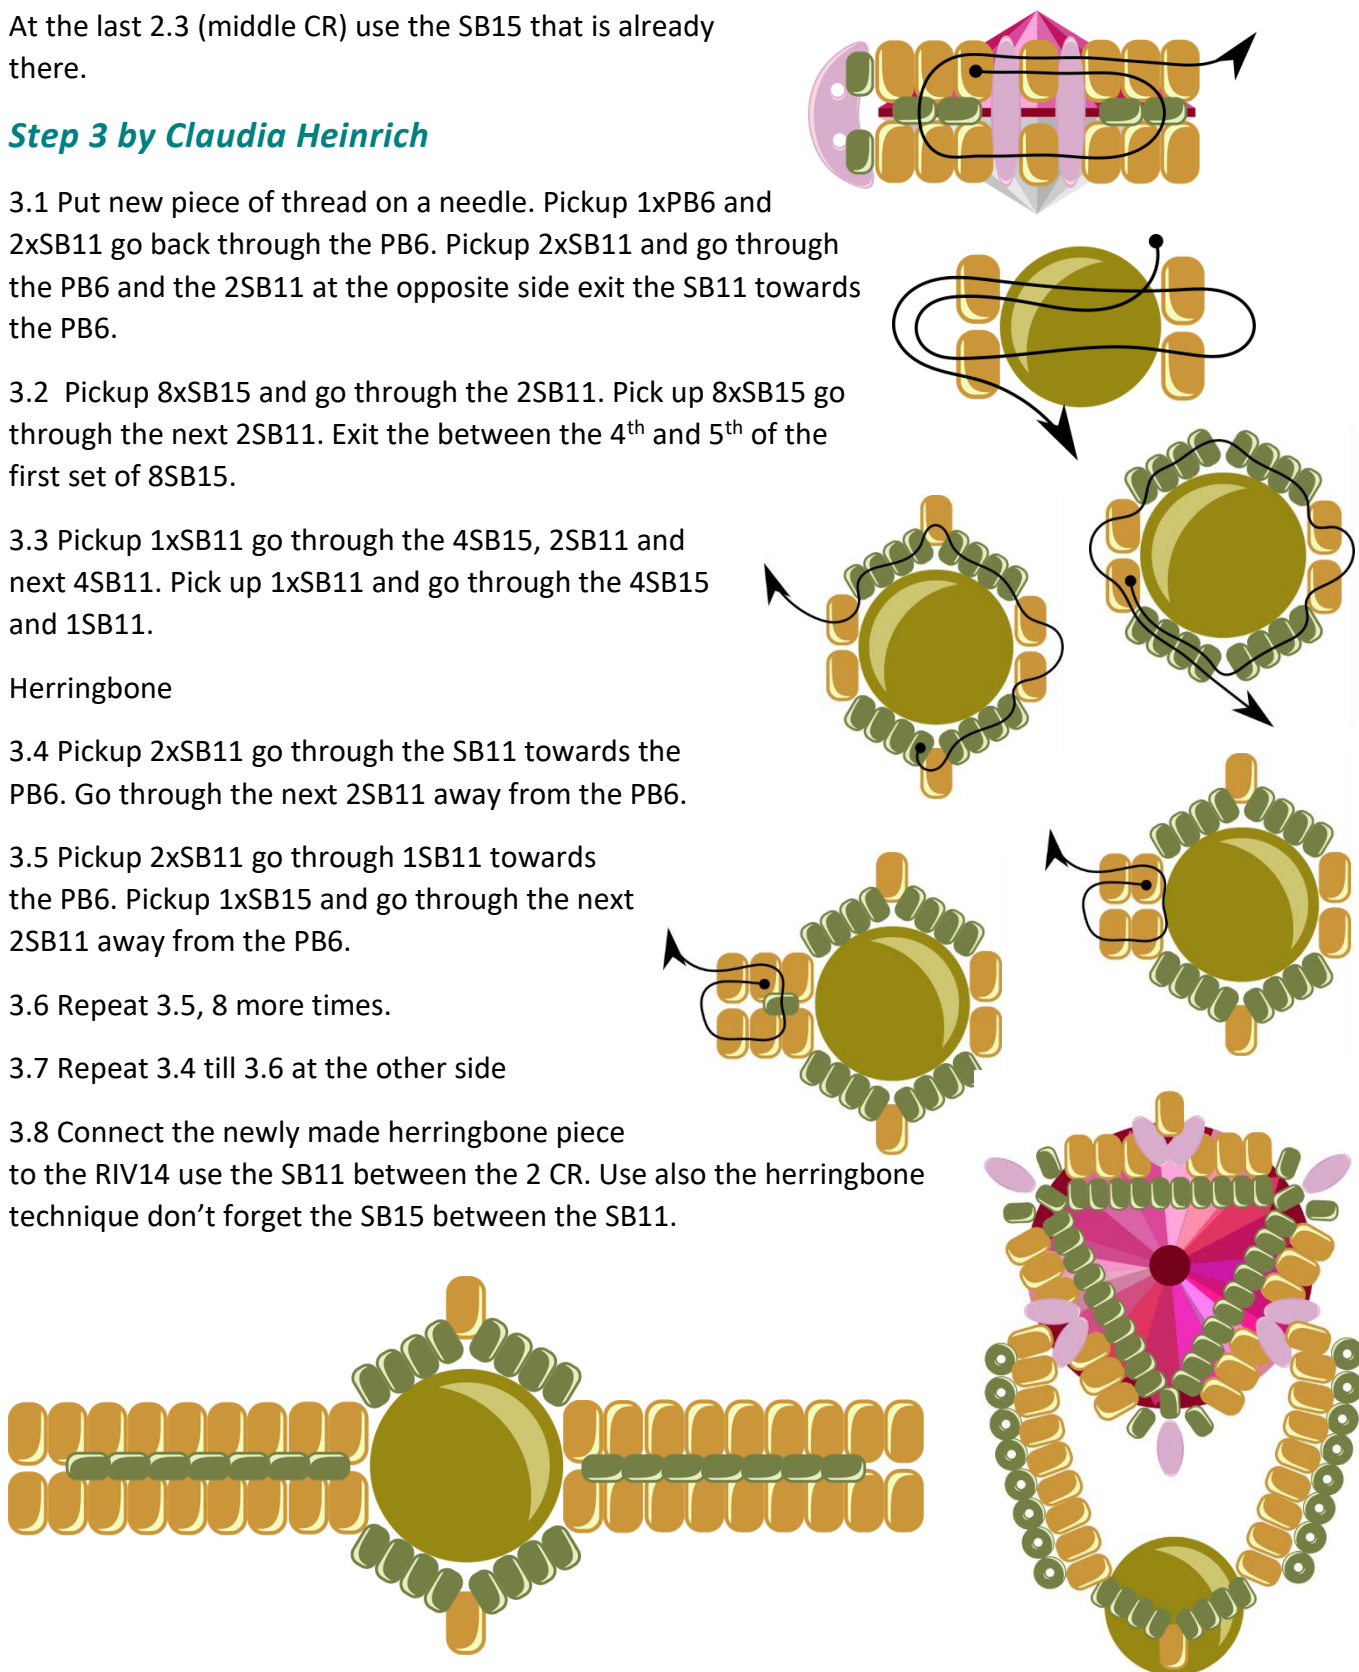 At the last 2.3 (middle CR) use the SB15 that is already
there.
Step 3 by Claudia Heinrich
3.1 Put new piece of thread on a needle. Pickup 1xPB6 and
2xSB11 go back through the PB6. Pickup 2xSB11 and go through
the PB6 and the 2SB11 at the opposite side exit the SB11 towards
the PB6.
3.2  Pickup 8xSB15 and go through the 2SB11. Pick up 8xSB15 go
through the next 2SB11. Exit the between the 4th and 5th of the
first set of 8SB15.
3.3 Pickup 1xSB11 go through the 4SB15, 2SB11 and
next 4SB11. Pick up 1xSB11 and go through the 4SB15
and 1SB11.
Herringbone
3.4 Pickup 2xSB11 go through the SB11 towards the
PB6. Go through the next 2SB11 away from the PB6.
3.5 Pickup 2xSB11 go through 1SB11 towards
the PB6. Pickup 1xSB15 and go through the next
2SB11 away from the PB6.
3.6 Repeat 3.5, 8 more times.
3.7 Repeat 3.4 till 3.6 at the other side
3.8 Connect the newly made herringbone piece
to the RIV14 use the SB11 between the 2 CR. Use also the herringbone
technique don’t forget the SB15 between the SB11.